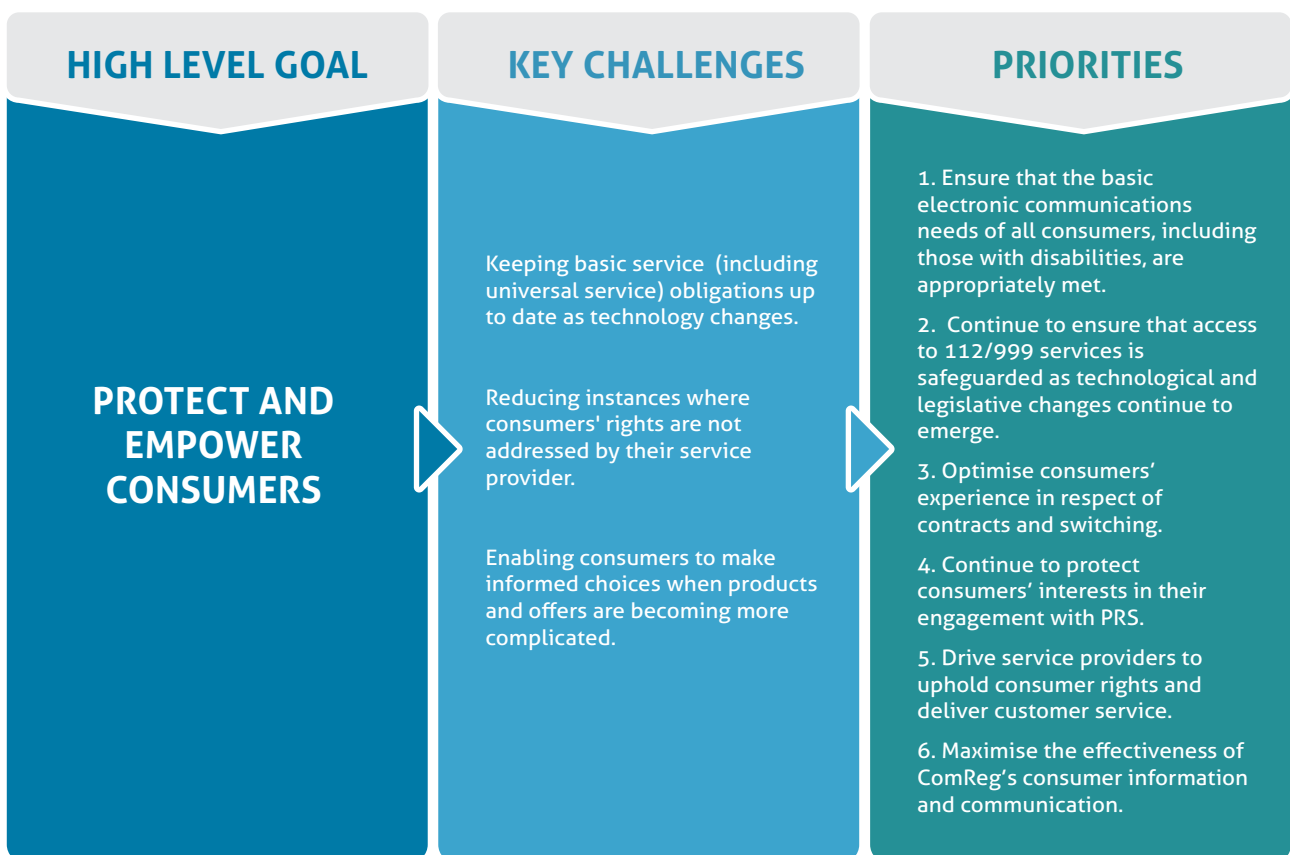 HIGH LEVEL GOAL
PROTECT AND
EMPOWER
CONSUMERS
KEY CHALLENGES
Keeping basic service (including
universal service) obligations up
to date as technology changes.
Reducing instances where
consumers' rights are not
addressed by their service
provider.
Enabling consumers to make
informed choices when products
and offers are becoming more
complicated.
PRIORITIES
1. Ensure that the basic
electronic communications
needs of all consumers, including
those with disabilities, are
appropriately met.
2. Continue to ensure that access
to 112/999 services is
safeguarded as technological and
legislative changes continue to
emerge.
3. Optimise consumers’
experience in respect of
contracts and switching.
4. Continue to protect
consumers’ interests in their
engagement with PRS.
5. Drive service providers to
uphold consumer rights and
deliver customer service.
6. Maximise the effectiveness of
ComReg’s consumer information
and communication.